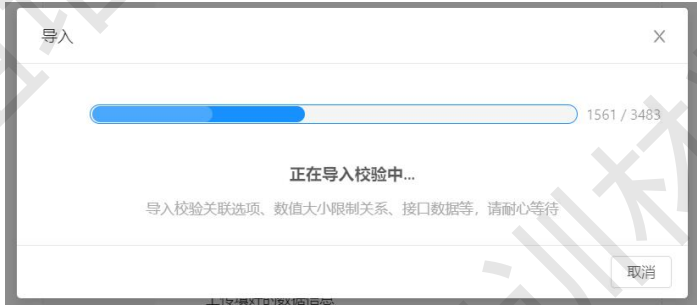 导入
1561 / 3483
正在导入校验中...
导入校验关联选项、数值大小限制关系、接口数据等，请耐心等待
取消